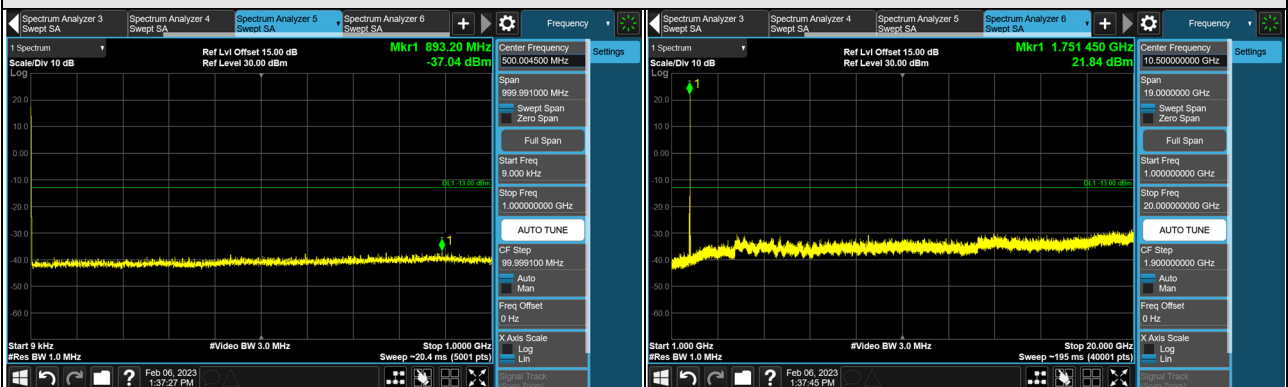 Spectrum Analyzer 3
Swept SA
Spectrum Analyzer 4
Swept SA
Spectrum Analyzer 5
Swept SA
Spectrum Analyzer 6
Swept SA
+
Frequency
1 Spectrum
Scale/Div 10 dB
Log
Ref Lvl Offset 15.00 dB
Ref Level 30.00 dBm
Mkr1 893.20 MHz
-37.04 dBm
20.0
10.0
0.00
-10.0
-20.0
-30.0
-40.0
-50.0
-60.0
DL1 -13.00 dBm
1
Start 9 kHz
#Res BW 1.0 MHz
#Video BW 3.0 MHz
Stop 1.0000 GHz
Sweep ~20.4 ms (5001 pts)
Center Frequency
500.004500 MHz
Settings
Span
999.991000 MHz
Swept Span
Zero Span
Full Span
Start Freq
9.000 kHz
Stop Freq
1.000000000 GHz
AUTO TUNE
CF Step
99.999100 MHz
Auto
Man
Freq Offset
0 Hz
X Axis Scale
Log
Lin
Signal Track
(Span Zoom)
?
Feb 06, 2023
1:37:27 PM
Spectrum Analyzer 3
Swept SA
Spectrum Analyzer 4
Swept SA
Spectrum Analyzer 5
Swept SA
Spectrum Analyzer 6
Swept SA
+
Frequency
1 Spectrum
Scale/Div 10 dB
Log
Ref Lvl Offset 15.00 dB
Ref Level 30.00 dBm
Mkr1 1.751 450 GHz
21.84 dBm
20.0
10.0
0.00
-10.0
-20.0
-30.0
-40.0
-50.0
-60.0
DL1 -13.00 dBm
1
Start 1.000 GHz
#Res BW 1.0 MHz
#Video BW 3.0 MHz
Stop 20.000 GHz
Sweep ~195 ms (40001 pts)
Center Frequency
10.500000000 GHz
Settings
Span
19.0000000 GHz
Swept Span
Zero Span
Full Span
Start Freq
1.000000000 GHz
Stop Freq
20.000000000 GHz
AUTO TUNE
CF Step
1.900000000 GHz
Auto
Man
Freq Offset
0 Hz
X Axis Scale
Log
Lin
Signal Track
(Span Zoom)
?
Feb 06, 2023
1:37:45 PM